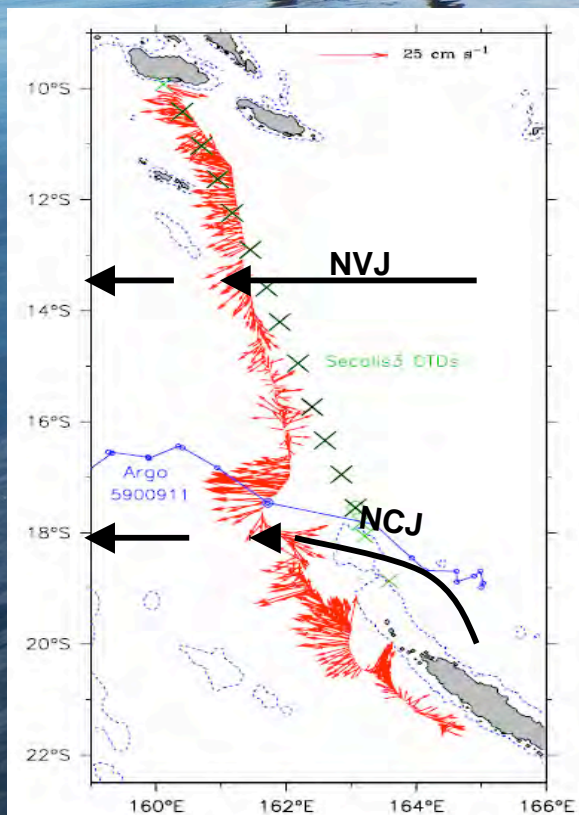 25 cm s⁻¹
10°S
12°S
NVJ
14°S
Secalis3 CTDs
16°S
Argo
5900911
NCJ
18°S
20°S
22°S
160°E
162°E
164°E
166°E